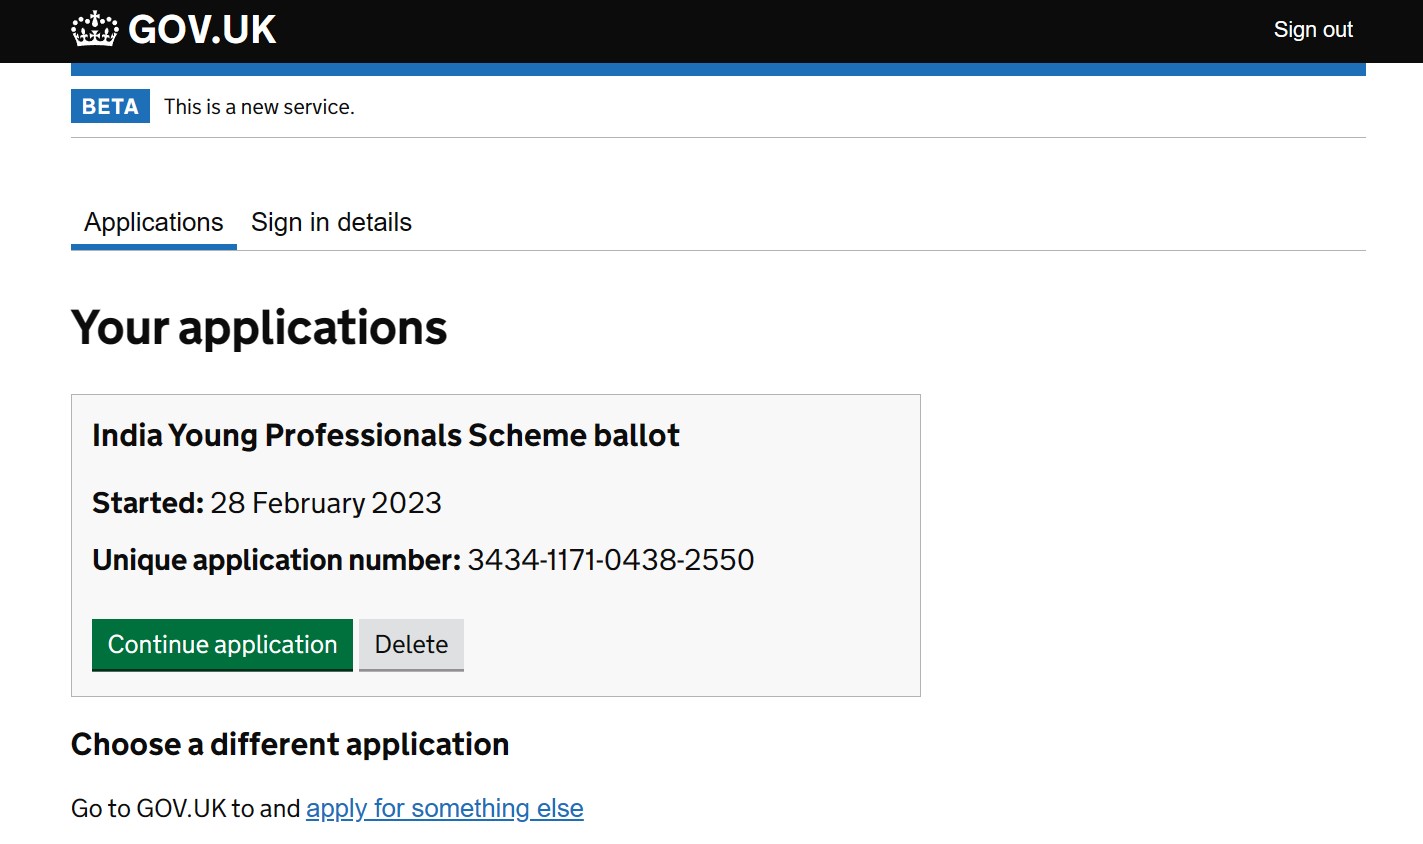 GOV.UK
Sign out
BETA This is a new service.
Applications Sign in details
Your applications
India Young Professionals Scheme ballot
Started: 28 February 2023
Unique application number: 3434-1171-0438-2550
Continue application Delete
Choose a different application
Go to GOV.UK to and apply for something else